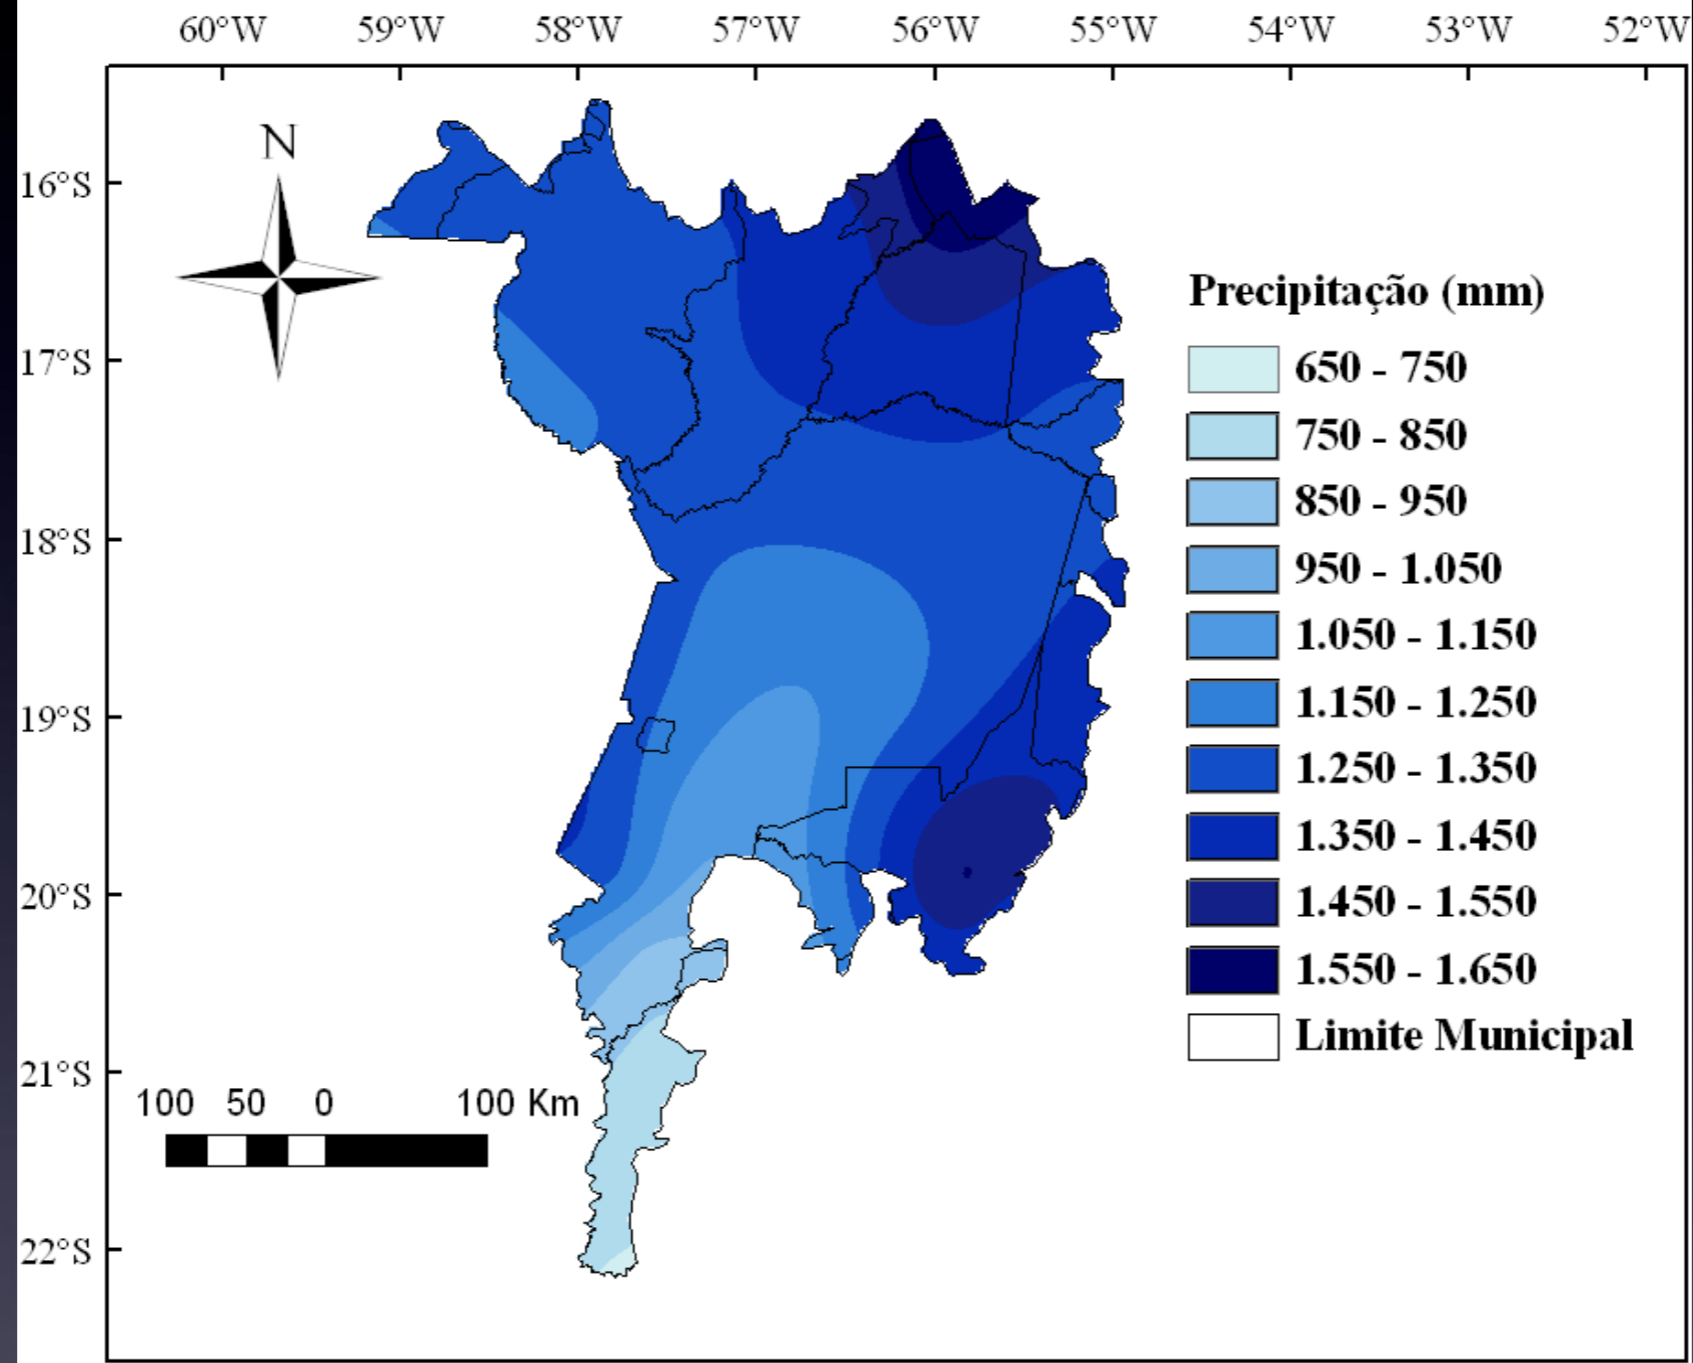 60°W 59°W 58°W 57°W 56°W 55°W 54°W 53°W 52°W
N
16°S
17°S
18°S
19°S
20°S
21°S
22°S
Precipitação (mm)
650 - 750
750 - 850
850 - 950
950 - 1.050
1.050 - 1.150
1.150 - 1.250
1.250 - 1.350
1.350 - 1.450
1.450 - 1.550
1.550 - 1.650
Limite Municipal
100 50 0 100 Km